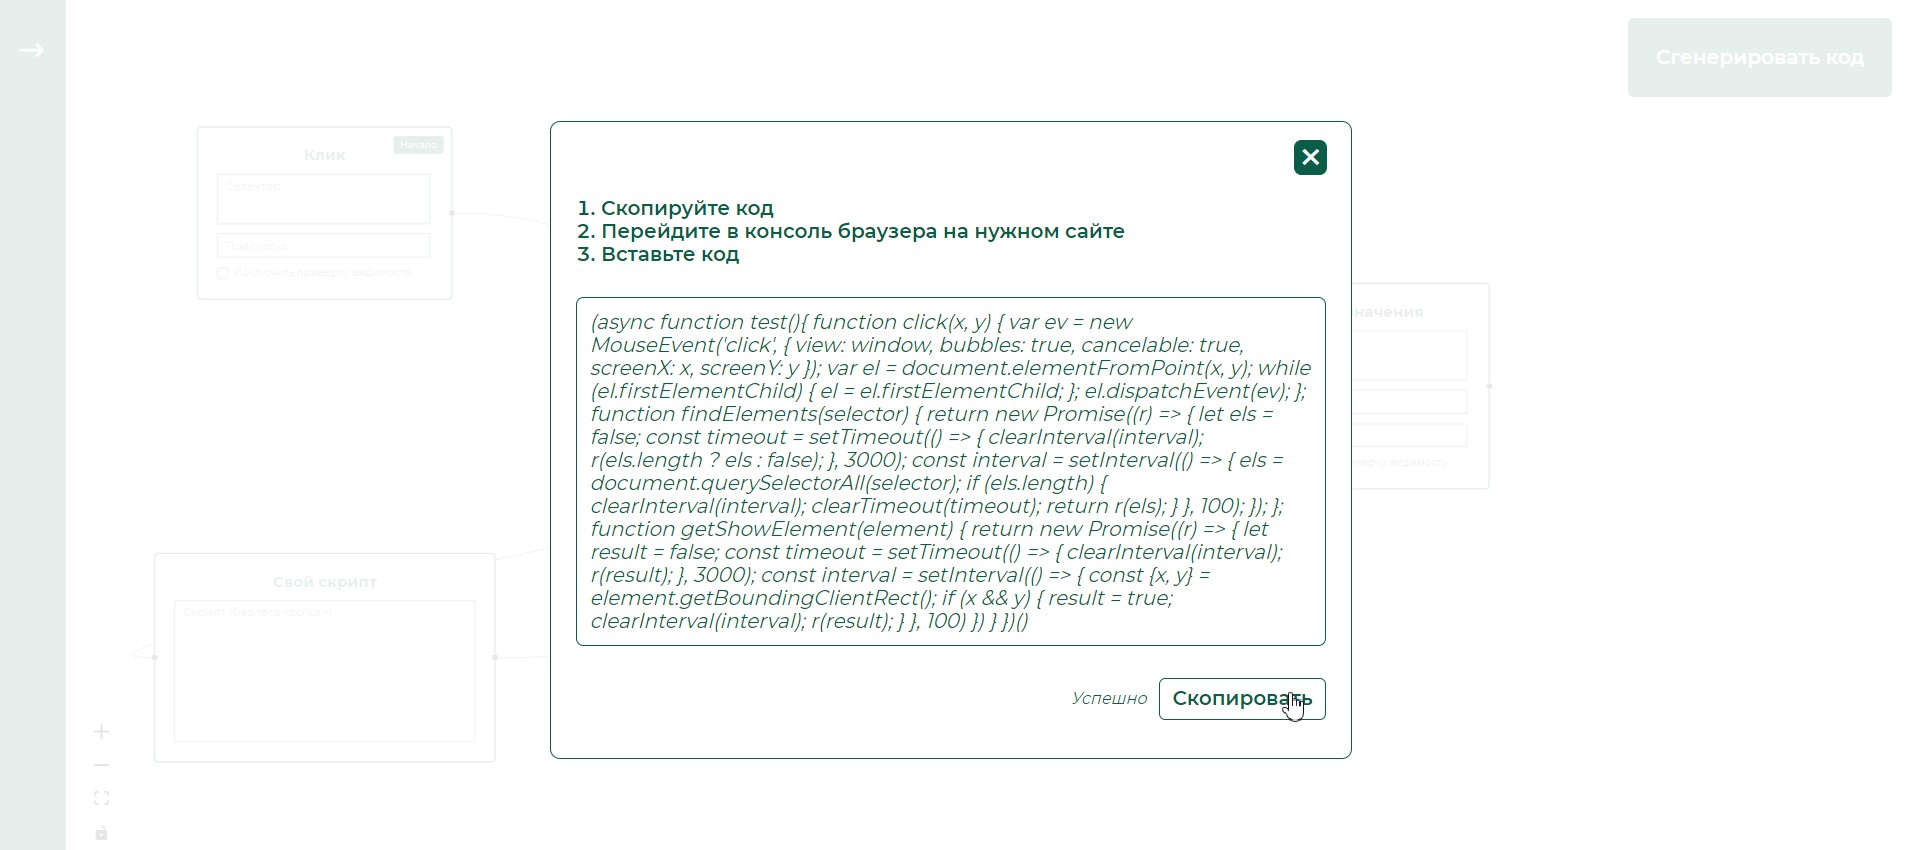 Сгенерировать код
Клик
Начало
Селектор
Подсказка
Исключить проверку видимости
1. Скопируйте код
2. Перейдите в консоль браузера на нужном сайте
3. Вставьте код
(async function test(){ function click(x, y) { var ev = new
MouseEvent('click', { view: window, bubbles: true, cancelable: true,
screenX: x, screenY: y }); var el = document.elementFromPoint(x, y); while
(el.firstElementChild) { el = el.firstElementChild; }; el.dispatchEvent(ev); };
function findElements(selector) { return new Promise((r) => { let els =
false; const timeout = setTimeout(() => { clearInterval(interval);
r(els.length ? els : false); }, 3000); const interval = setInterval(() => { els =
document.querySelectorAll(selector); if (els.length) {
clearInterval(interval); clearTimeout(timeout); return r(els); } }, 100); }); };
function getShowElement(element) { return new Promise((r) => { let
result = false; const timeout = setTimeout(() => { clearInterval(interval);
r(result); }, 3000); const interval = setInterval(() => { const {x, y} =
element.getBoundingClientRect(); if (x && y) { result = true;
clearInterval(interval); r(result); } }, 100) }) } })()
Успешно
Скопировать
начения
верку видимости
Свой скрипт
Скрипт (без тега <script>)